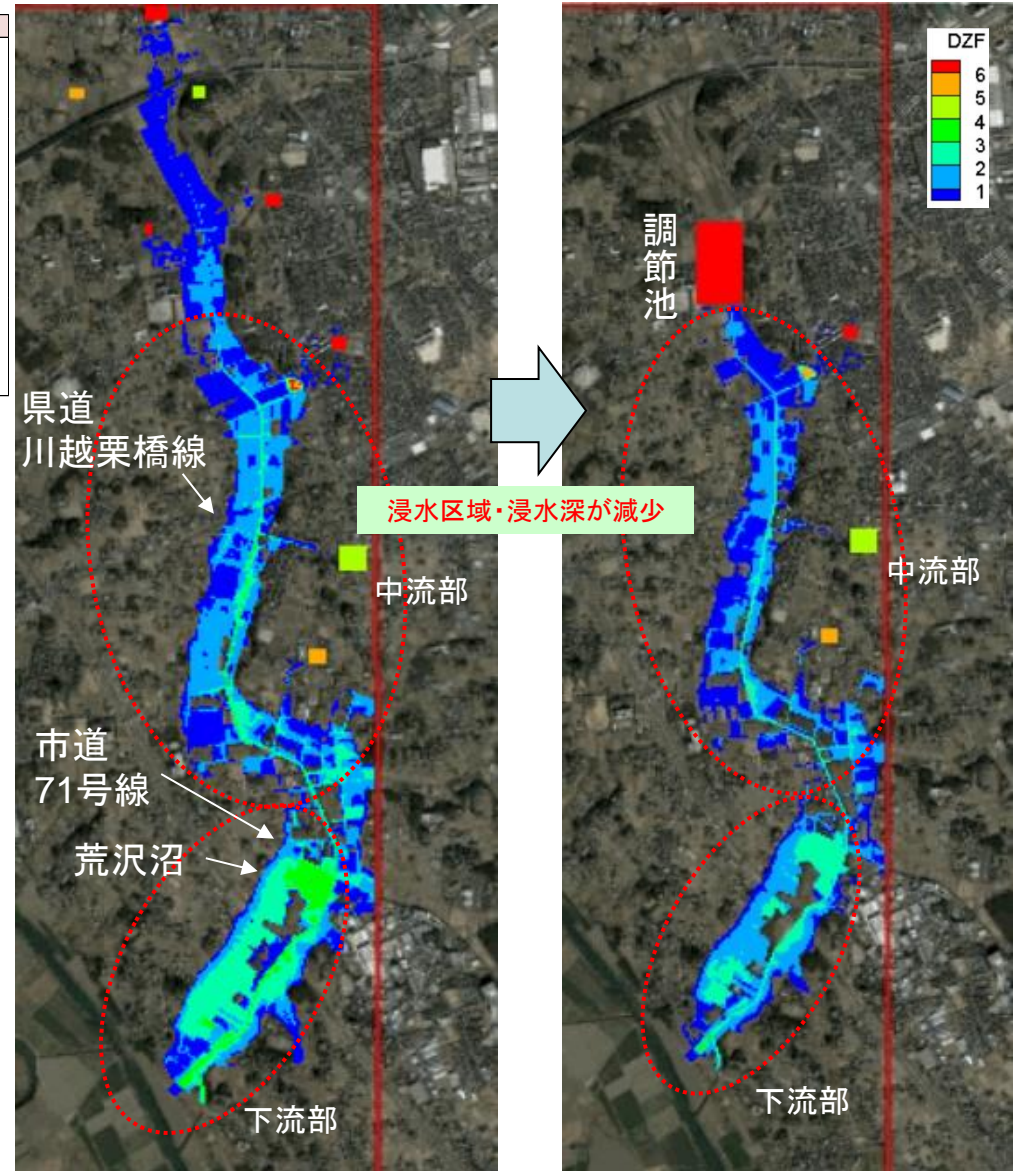 県道
川越栗橋線
中流部
市道
71号線
荒沢沼
下流部
浸水区域・浸水深が減少
DZF
6
5
4
3
2
1
調節池
中流部
下流部